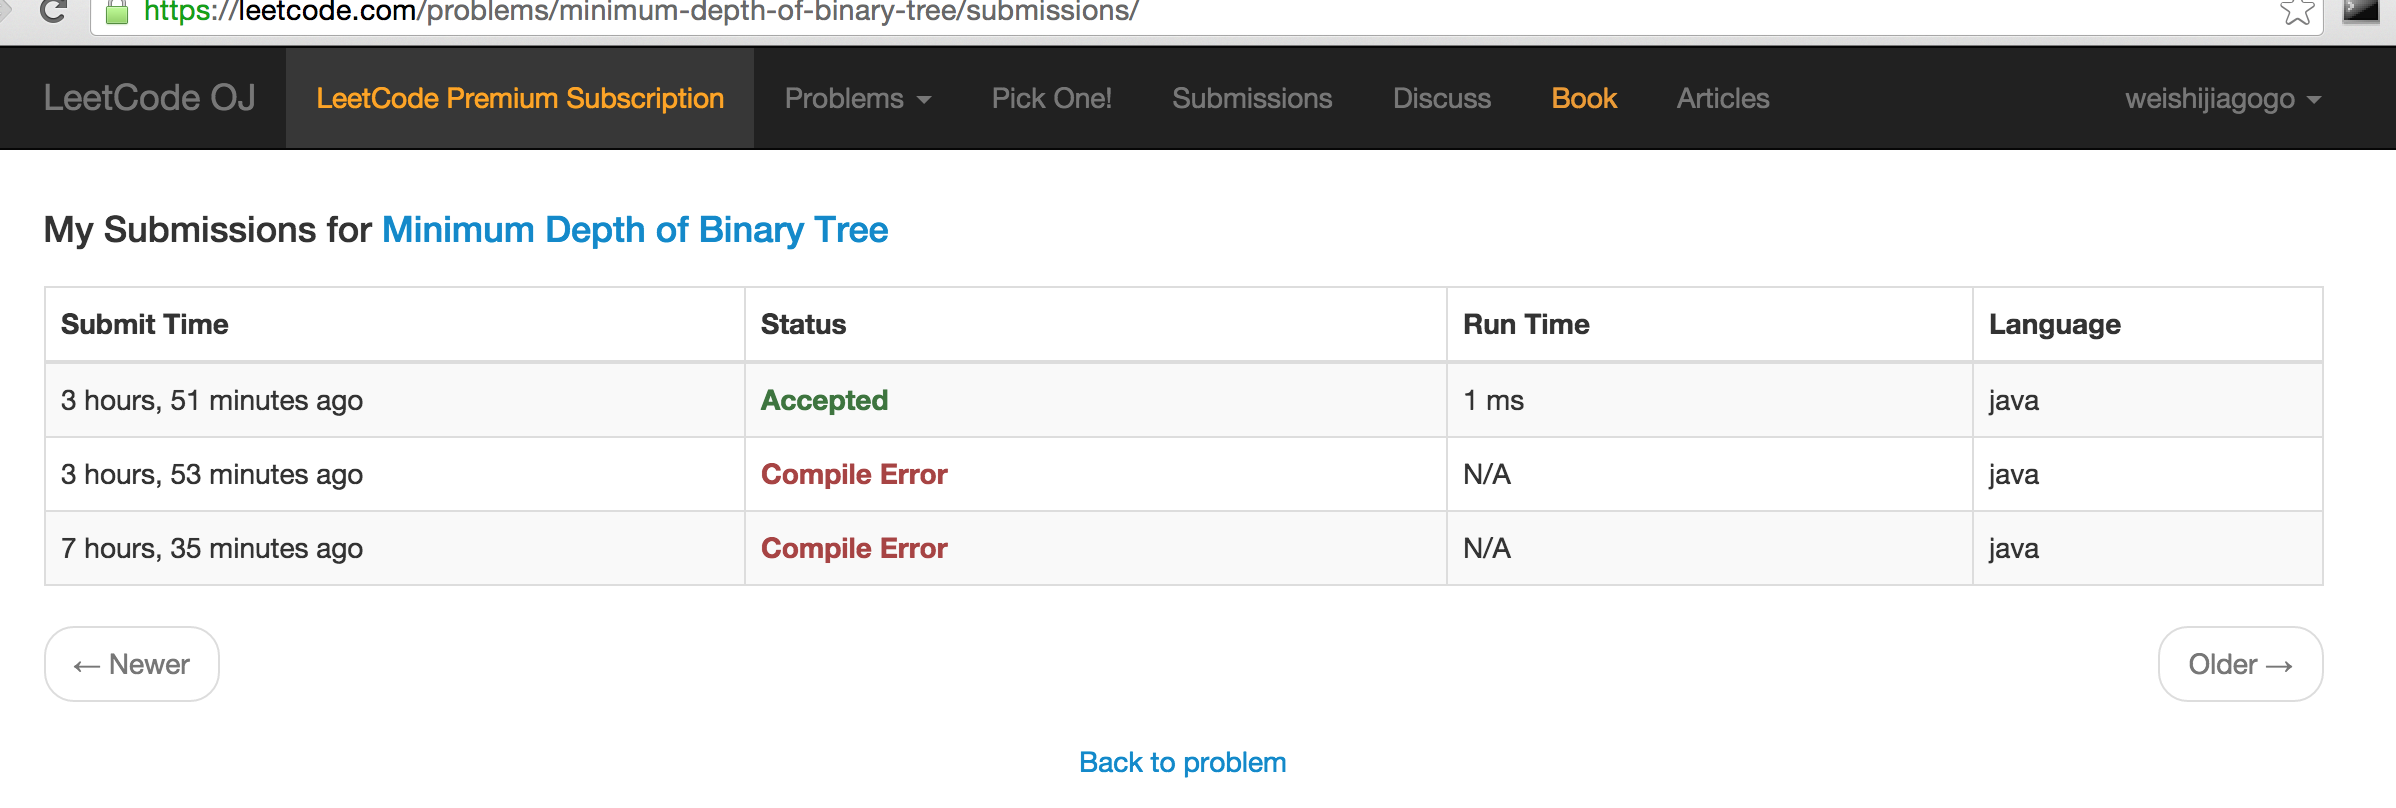 https://leetcode.com/problems/minimum-depth-of-binary-tree/submissions/
LeetCode OJ LeetCode Premium Subscription Problems Pick One! Submissions Discuss Book Articles weishijiagogo
My Submissions for Minimum Depth of Binary Tree
Submit Time Status Run Time Language
3 hours, 51 minutes ago Accepted 1 ms java
3 hours, 53 minutes ago Compile Error N/A java
7 hours, 35 minutes ago Compile Error N/A java
← Newer Older →
Back to problem